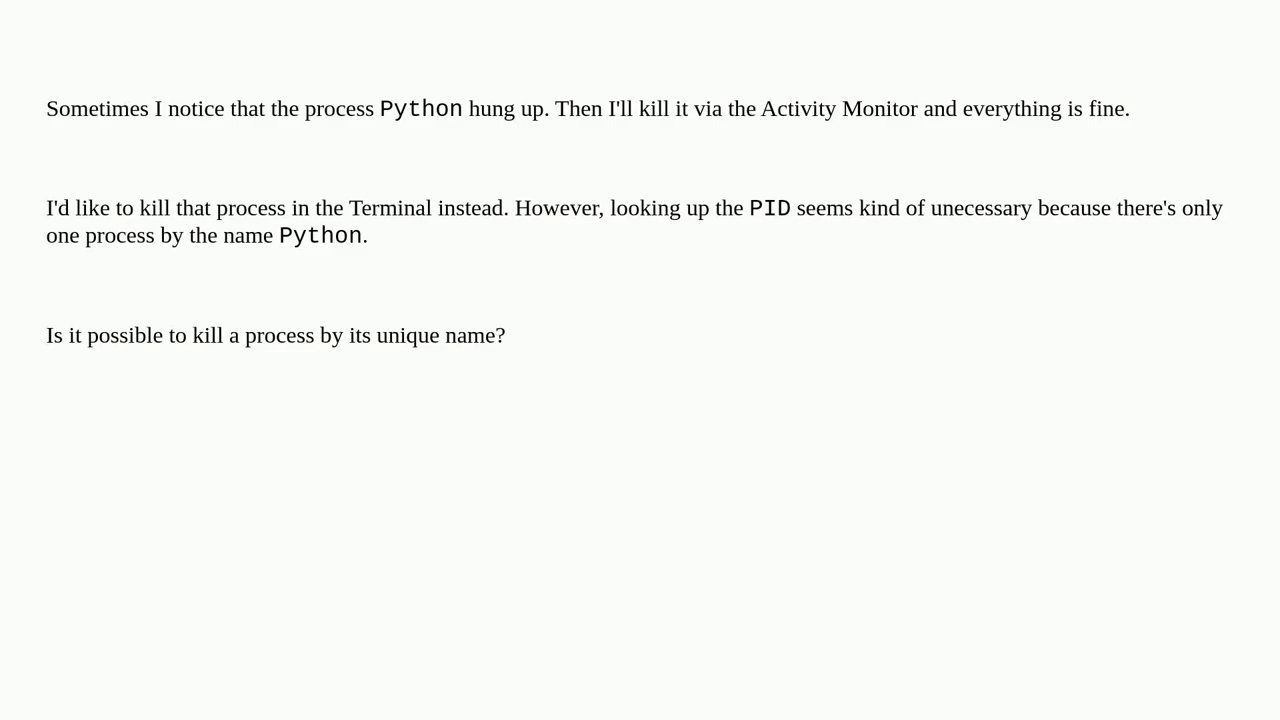 Sometimes I notice that the process Python hung up. Then I'll kill it via the Activity Monitor and everything is fine.
I'd like to kill that process in the Terminal instead. However, looking up the PID seems kind of unecessary because there's only
one process by the name Python.
Is it possible to kill a process by its unique name?